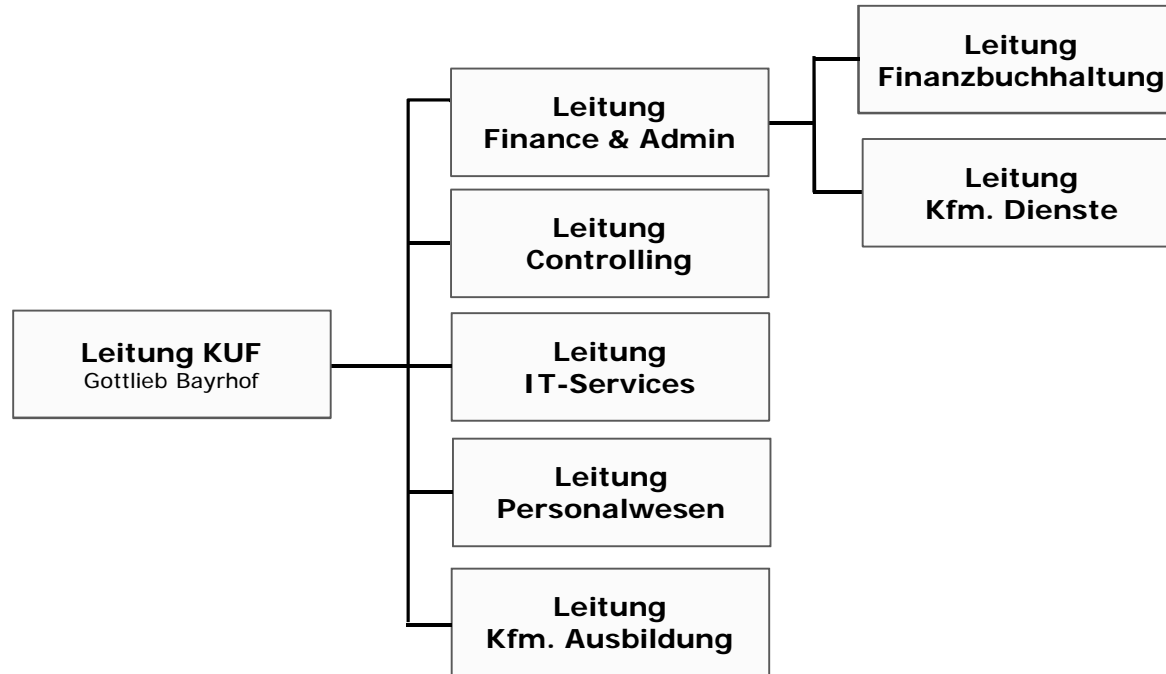 Leitung KUF
Gottlieb Bayrhof
Leitung
Finance & Admin
Leitung
Controlling
Leitung
IT-Services
Leitung
Personalwesen
Leitung
Kfm. Ausbildung
Leitung
Finanzbuchhaltung
Leitung
Kfm. Dienste